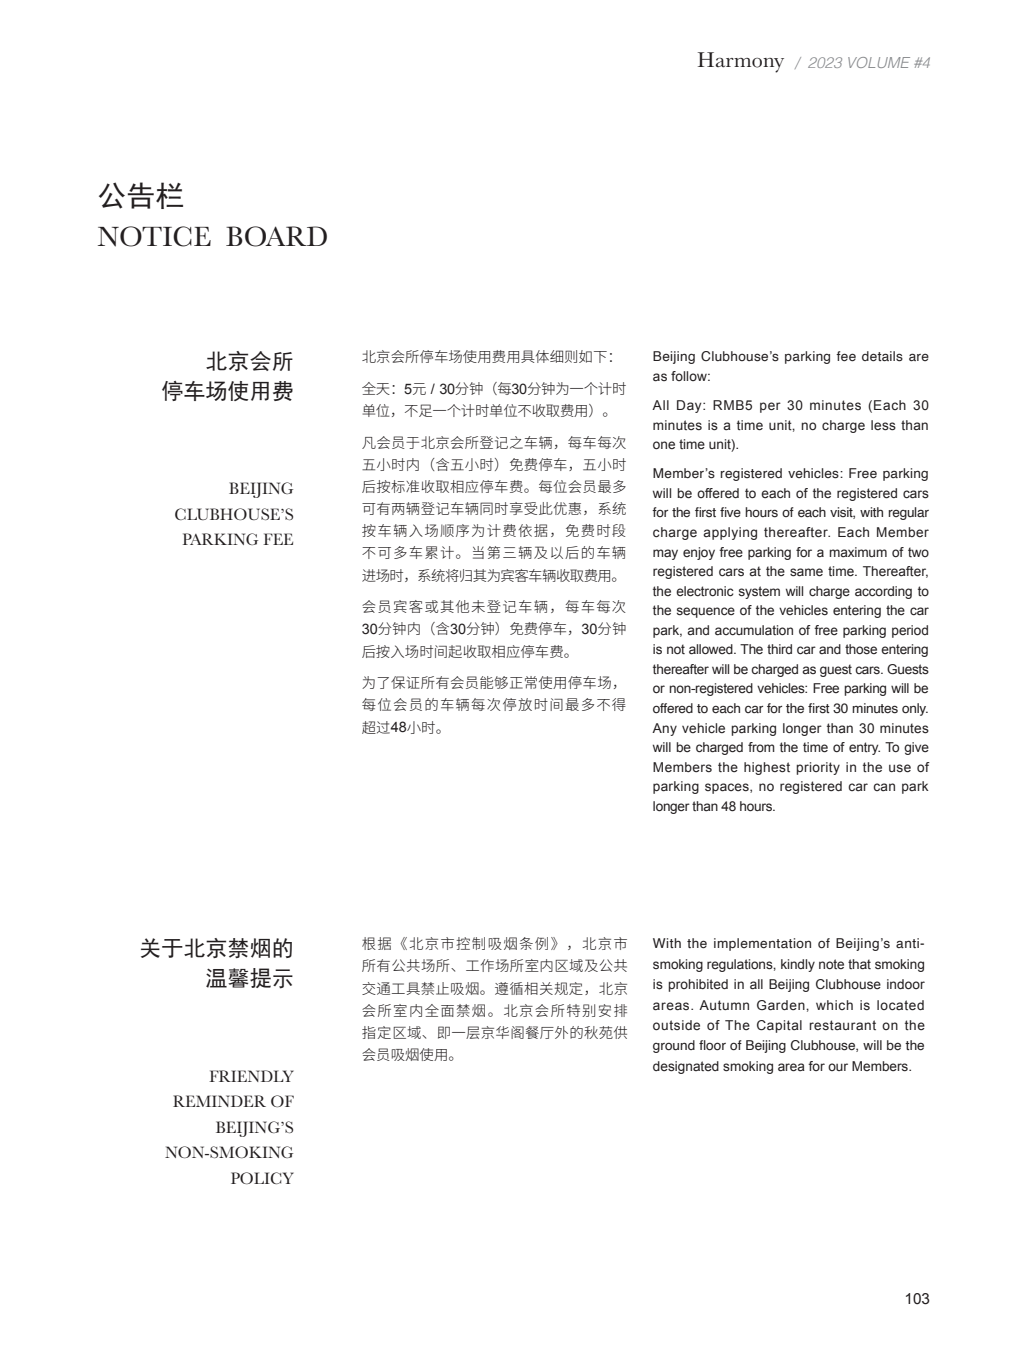 Harmony / 2023 VOLUME #4
公告栏
NOTICE BOARD
北京会所
停车场使用费
BEIJING
CLUBHOUSE’S
PARKING FEE
北京会所停车场使用费用具体细则如下：
全天：5元 / 30分钟（每30分钟为一个计时
单位，不足一个计时单位不收取费用）。
凡会员于北京会所登记之车辆，每车每次
五小时内（含五小时）免费停车，五小时
后按标准收取相应停车费。每位会员最多
可有两辆登记车辆同时享受此优惠，系统
按车辆入场顺序为计费依据，免费时段
不可多车累计。当第三辆及以后的车辆
进场时，系统将归其为宾客车辆收取费用。
会员宾客或其他未登记车辆，每车每次
30分钟内（含30分钟）免费停车，30分钟
后按入场时间起收取相应停车费。
为了保证所有会员能够正常使用停车场，
每位会员的车辆每次停放时间最多不得
超过48小时。
Beijing Clubhouse’s parking fee details are
as follow:
All Day: RMB5 per 30 minutes (Each 30
minutes is a time unit, no charge less than
one time unit).
Member’s registered vehicles: Free parking
will be offered to each of the registered cars
for the first five hours of each visit, with regular
charge applying thereafter. Each Member
may enjoy free parking for a maximum of two
registered cars at the same time. Thereafter,
the electronic system will charge according to
the sequence of the vehicles entering the car
park, and accumulation of free parking period
is not allowed. The third car and those entering
thereafter will be charged as guest cars. Guests
or non-registered vehicles: Free parking will be
offered to each car for the first 30 minutes only.
Any vehicle parking longer than 30 minutes
will be charged from the time of entry. To give
Members the highest priority in the use of
parking spaces, no registered car can park
longer than 48 hours.
关于北京禁烟的
温馨提示
FRIENDLY
REMINDER OF
BEIJING’S
NON-SMOKING
POLICY
根据《北京市控制吸烟条例》，北京市
所有公共场所、工作场所室内区域及公共
交通工具禁止吸烟。遵循相关规定，北京
会所室内全面禁烟。北京会所特别安排
指定区域、即一层京华阁餐厅外的秋苑供
会员吸烟使用。
With the implementation of Beijing’s anti-
smoking regulations, kindly note that smoking
is prohibited in all Beijing Clubhouse indoor
areas. Autumn Garden, which is located
outside of The Capital restaurant on the
ground floor of Beijing Clubhouse, will be the
designated smoking area for our Members.
103